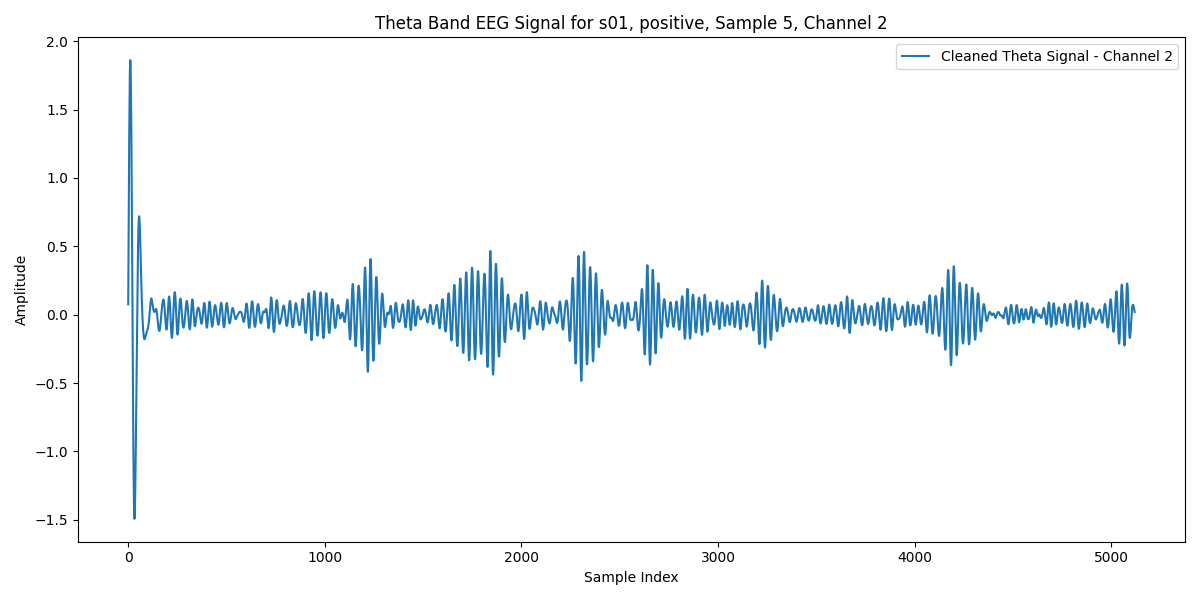 Theta Band EEG Signal for s01, positive, Sample 5, Channel 2
Cleaned Theta Signal - Channel 2
Amplitude
2.0
1.5
1.0
0.5
0.0
−0.5
−1.0
−1.5
0 1000 2000 3000 4000 5000
Sample Index